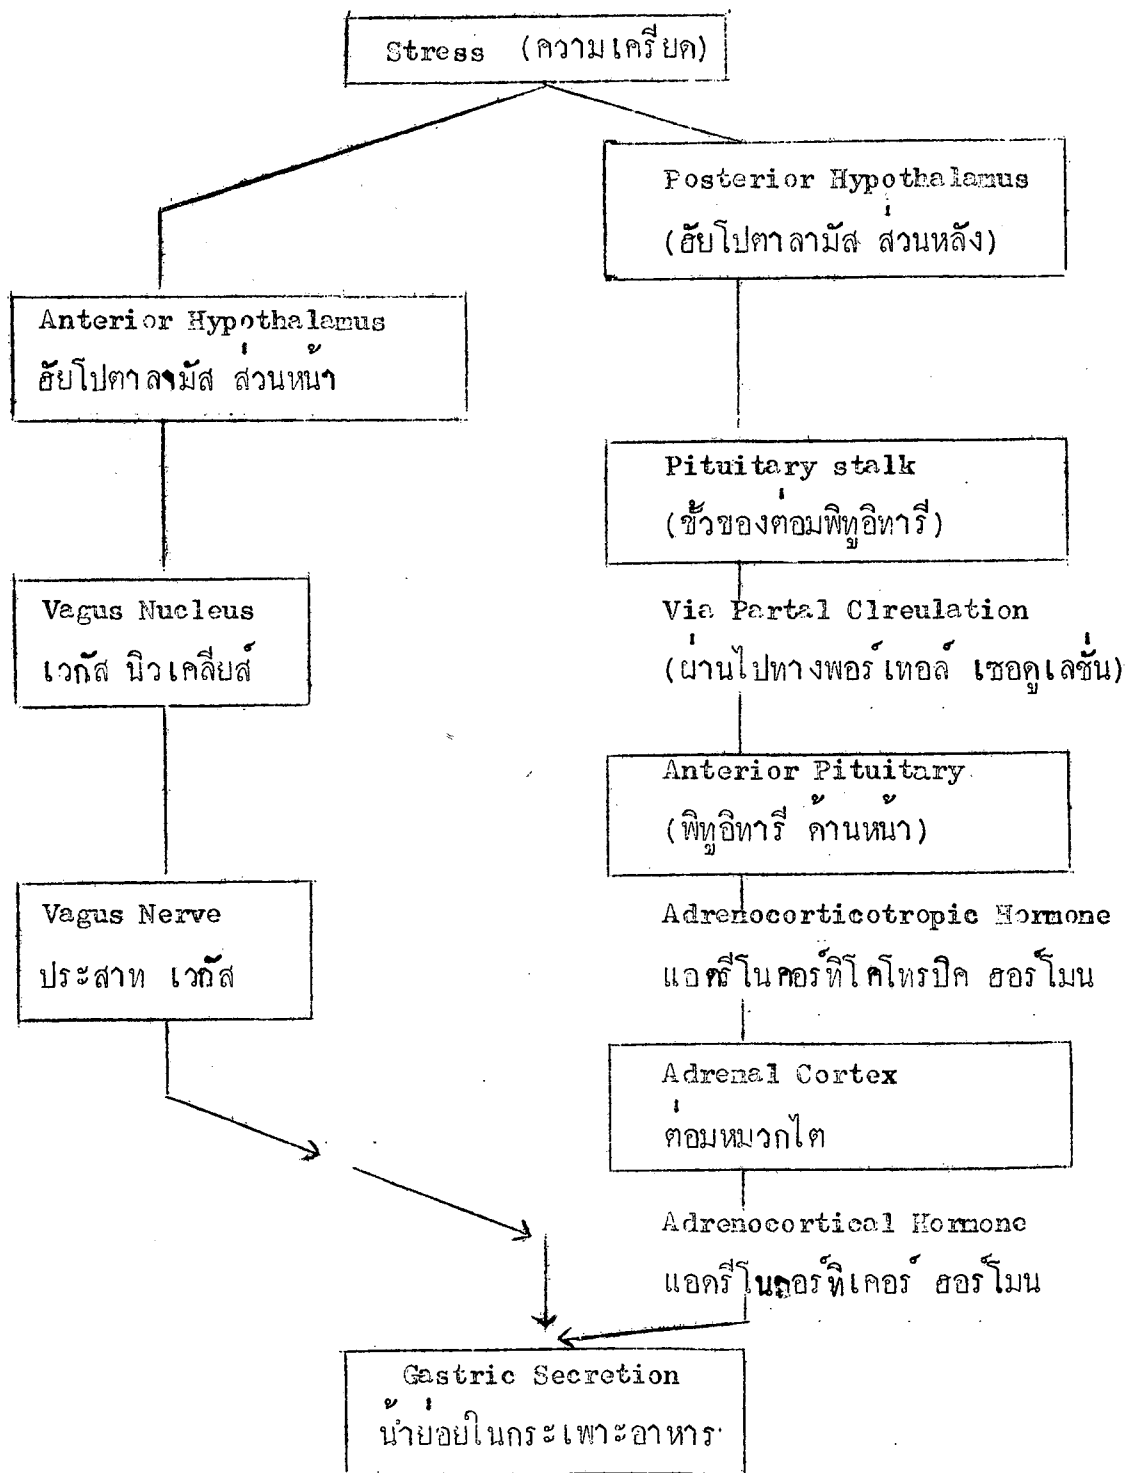 Stress (ความเครียด)
Posterior Hypothalamus
(ฮัยโปตาลามัส ส่วนหลัง)
Anterior Hypothalamus
ฮัยโปตาลามัส ส่วนหน้า
Pituitary stalk
(ขั้วของต่อมพิทูอิทารี)
Vagus Nucleus
เวกัส นิวเคลียส์
Via Partal Clreulation
(ผ่านไปทางพอร์เทอล์ เซอคูเลชั่น)
Anterior Pituitary
(พิทูอิทารี ด้านหน้า)
Vagus Nerve
ประสาท เวกัส
Adrenocorticotropic Hormone
แอดรีโนคอร์ทิโคโทรปิค ฮอร์โมน
Adrenal Cortex
ต่อมหมวกไต
Adrenocortical Hormone
แอดรีโนคอร์ทิเคอร์ ฮอร์โมน
Gastric Secretion
น้ำย่อยในกระเพาะอาหาร